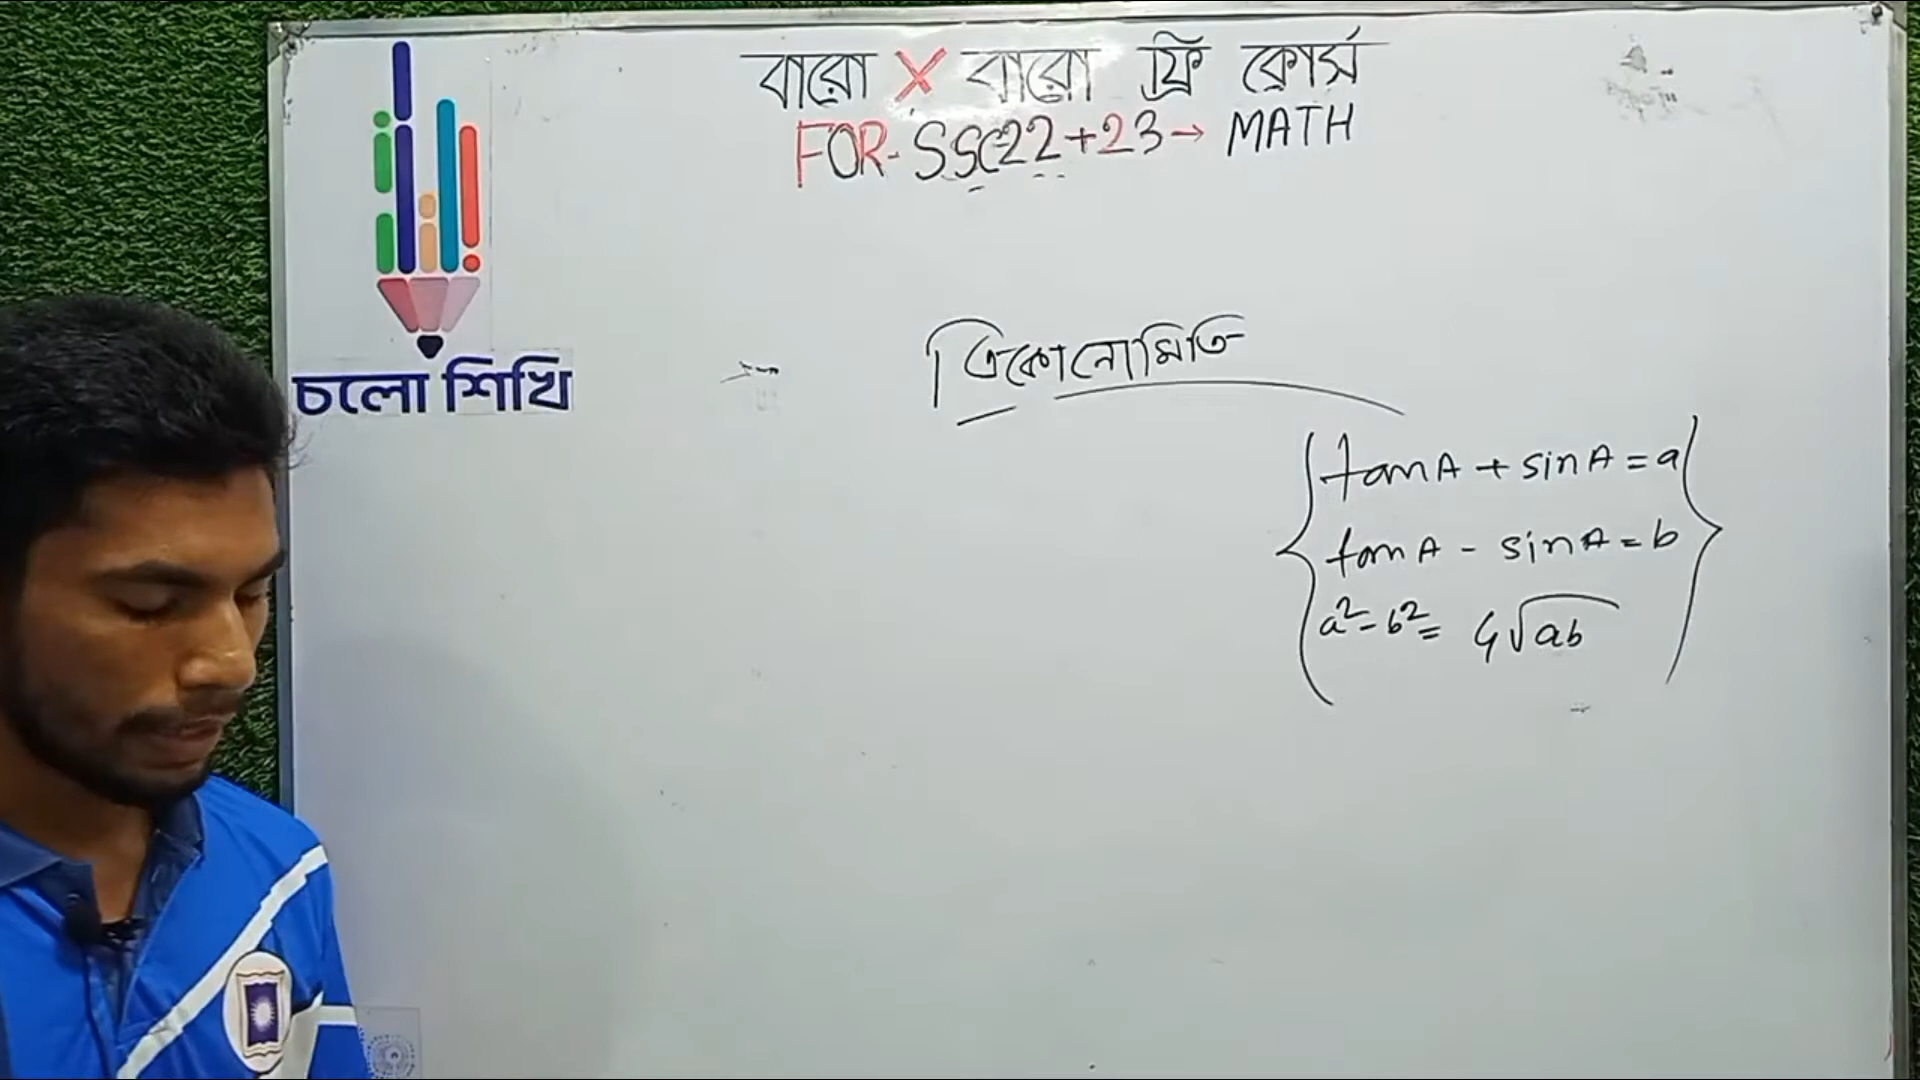 বারো X বারো ফ্রি কোর্স
FOR- SSC22+23→ MATH
চলো শিখি
ত্রিকোনোমিতি
tanA + sinA = a
tanA - sinA = b
a²-b²= 4√ab